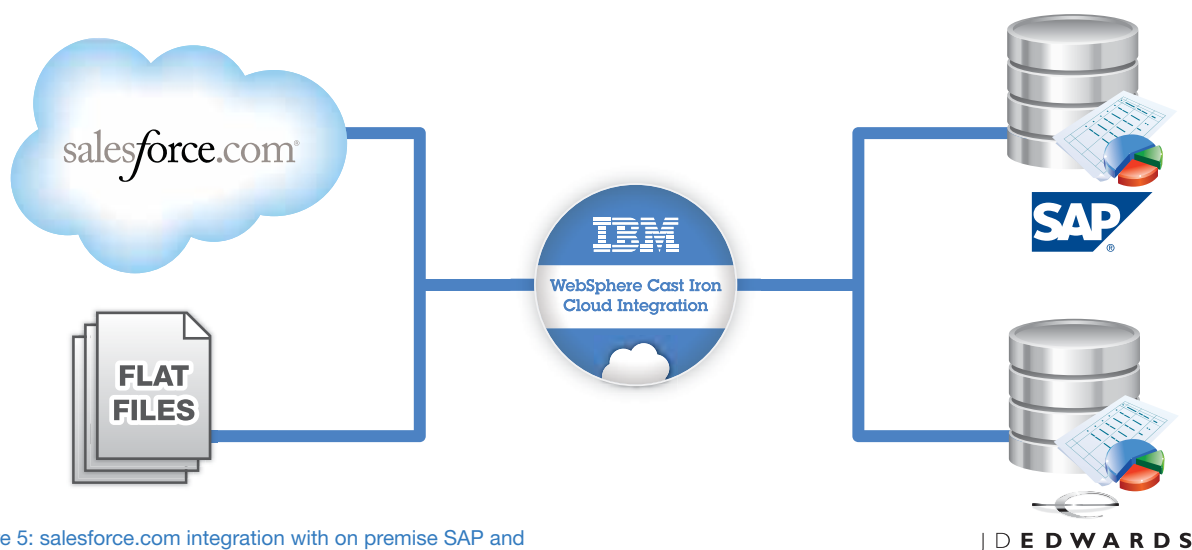 salesforce.com®
FLAT
FILES
IBM
WebSphere Cast Iron
Cloud Integration
SAP
®
J D E D W A R D S
e 5: salesforce.com integration with on premise SAP and